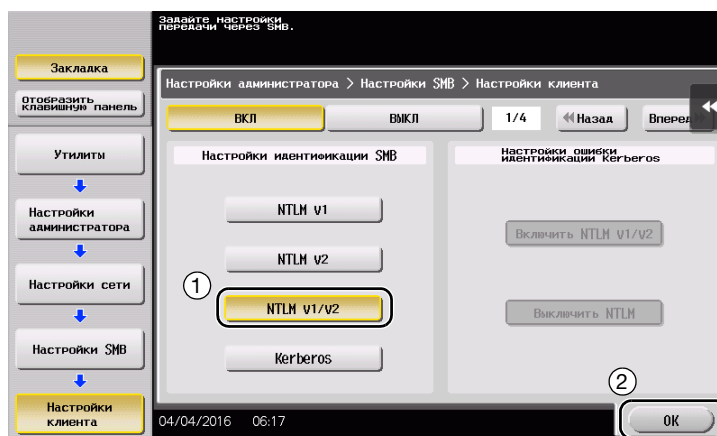 Задайте настройки
передачи через SMB.
Закладка
Отобразить
клавишную панель
Утилиты
Настройки
администратора
Настройки сети
Настройки SMB
Настройки
клиента
Настройки администратора > Настройки SMB > Настройки клиента
ВКЛ
ВЫКЛ
1/4
Назад
Вперед
Настройки идентификации SMB
NTLM v1
NTLM v2
1
NTLM v1/v2
Kerberos
Настройки ошибки
идентификации Kerberos
Включить NTLM v1/v2
Выключить NTLM
2
04/04/2016 06:17
OK